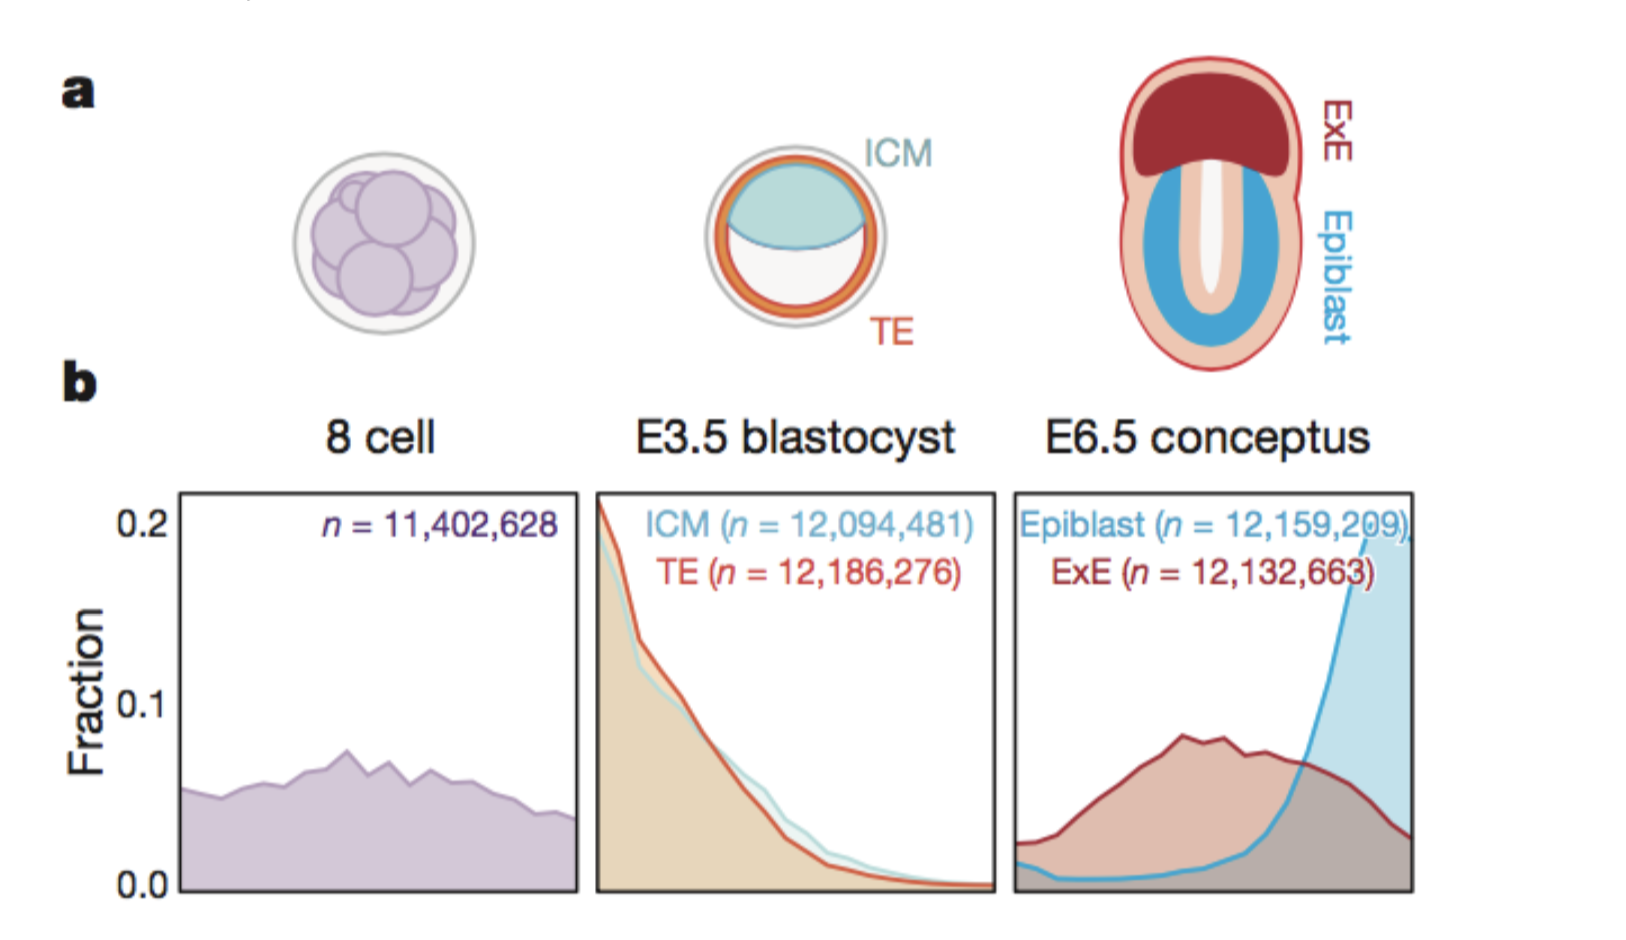 a
ICM
TE
ExE
Epiblast
b
8 cell
E3.5 blastocyst
E6.5 conceptus
n = 11,402,628
ICM (n = 12,094,481)
TE (n = 12,186,276)
Epiblast (n = 12,159,209)
ExE (n = 12,132,663)
Fraction
0.2
0.1
0.0